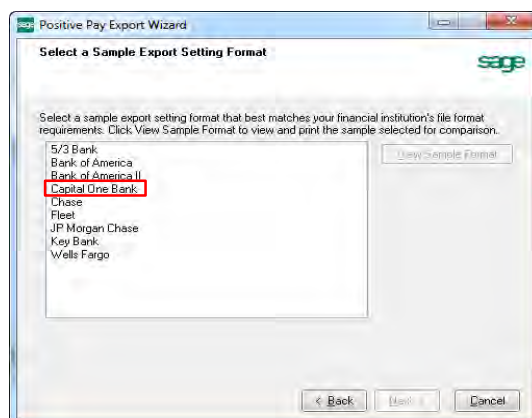 Positive Pay Export Wizard
Select a Sample Export Setting Format
sage
Select a sample export setting format that best matches your financial institution's file format
requirements. Click View Sample Format to view and print the sample selected for comparison.
5/3 Bank
View Sample Format
Bank of America
Bank of America II
Capital One Bank
Chase
Fleet
JP Morgan Chase
Key Bank
Wells Fargo
< Back
Next >
Cancel